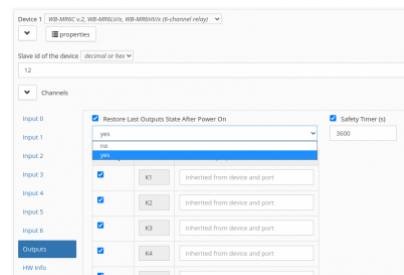 Device 1 WB-MR6C v.2, WB-MR6LV/x, WB-MR6HV/x (6-channel relay)
properties
Slave id of the device decimal or hex
12
Channels
Input 0
Restore Last Outputs State After Power On
Safety Timer (s)
yes
3600
Input 1
no
yes
Input 2
Input 3
K1
Inherited from device and port
Input 4
K2
Inherited from device and port
Input 5
Input 6
K3
Inherited from device and port
Outputs
K4
Inherited from device and port
HW Info